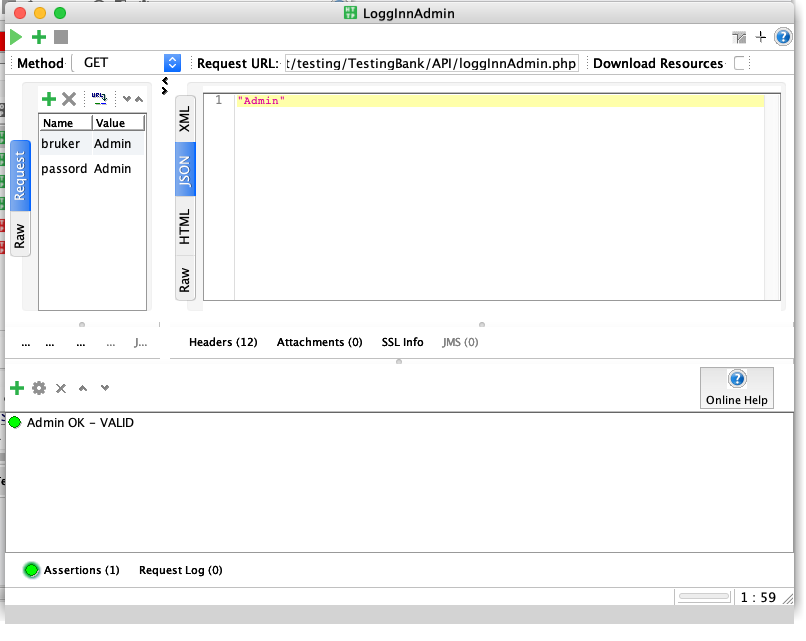 LoggInnAdmin
Method GET Request URL: t/testing/TestingBank/API/loggInnAdmin.php Download Resources
Name Value
bruker Admin
passord Admin
Request
Raw
XML
JSON
HTML
Raw
1 "Admin"
... ... ... ... J...
Headers (12) Attachments (0) SSL Info JMS (0)
Online Help
Admin OK - VALID
Assertions (1) Request Log (0)
1 : 59